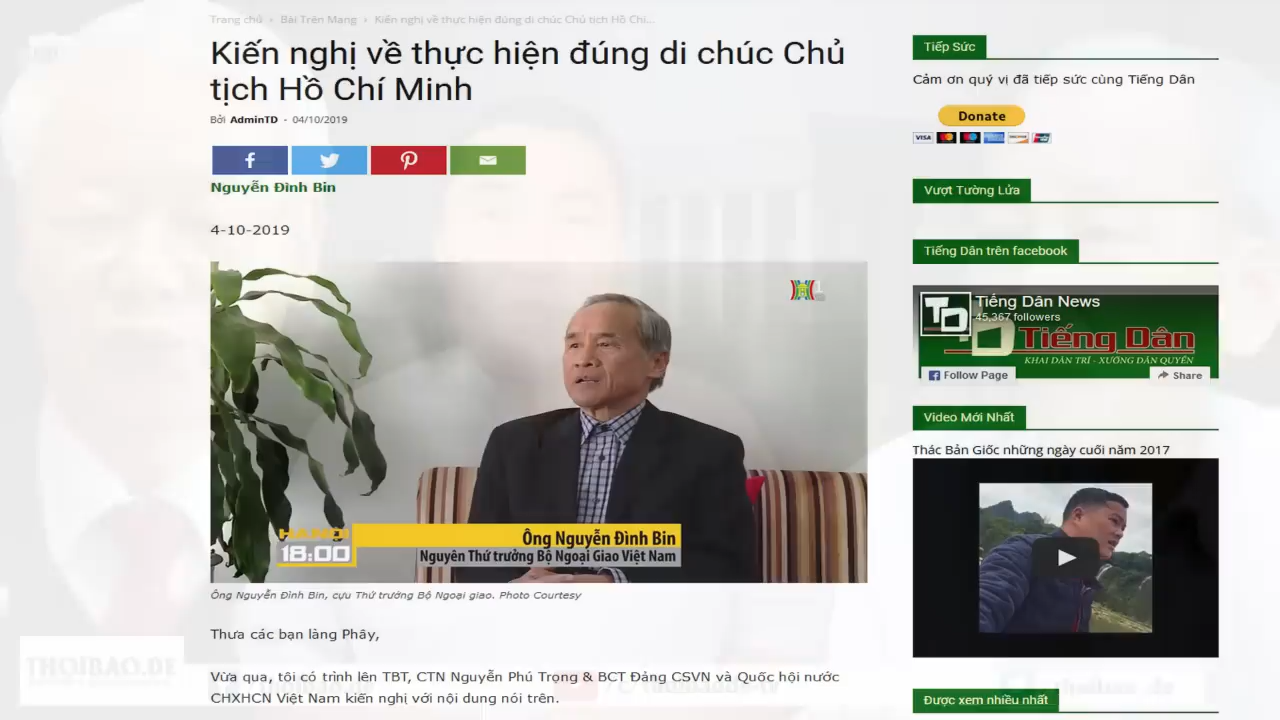 Trang chủ › Bài Trên Mạng › Kiến nghị về thực hiện đúng di chúc Chủ tịch Hồ Chí...
Kiến nghị về thực hiện đúng di chúc Chủ
tịch Hồ Chí Minh
Bởi AdminTD - 04/10/2019
Nguyễn Đình Bin
4-10-2019
HANOI
18:00
Ông Nguyễn Đình Bin
Nguyên Thứ trưởng Bộ Ngoại Giao Việt Nam
Ông Nguyễn Đình Bin, cựu Thứ trưởng Bộ Ngoại giao. Photo Courtesy
Thưa các bạn làng Phây,
Vừa qua, tôi có trình lên TBT, CTN Nguyễn Phú Trọng & BCT Đảng CSVN và Quốc hội nước
CHXHCN Việt Nam kiến nghị với nội dung nói trên.
Tiếp Sức
Cảm ơn quý vị đã tiếp sức cùng Tiếng Dân
Donate
VISA
Vượt Tường Lửa
Tiếng Dân trên facebook
Tiếng Dân News
45,367 followers
TD Tiếng Dân
KHAI DÂN TRÍ - XƯỚNG DÂN QUYỀN
Follow Page
Share
Video Mới Nhất
Thác Bản Giốc những ngày cuối năm 2017
Được xem nhiều nhất
THOIBAO.DE